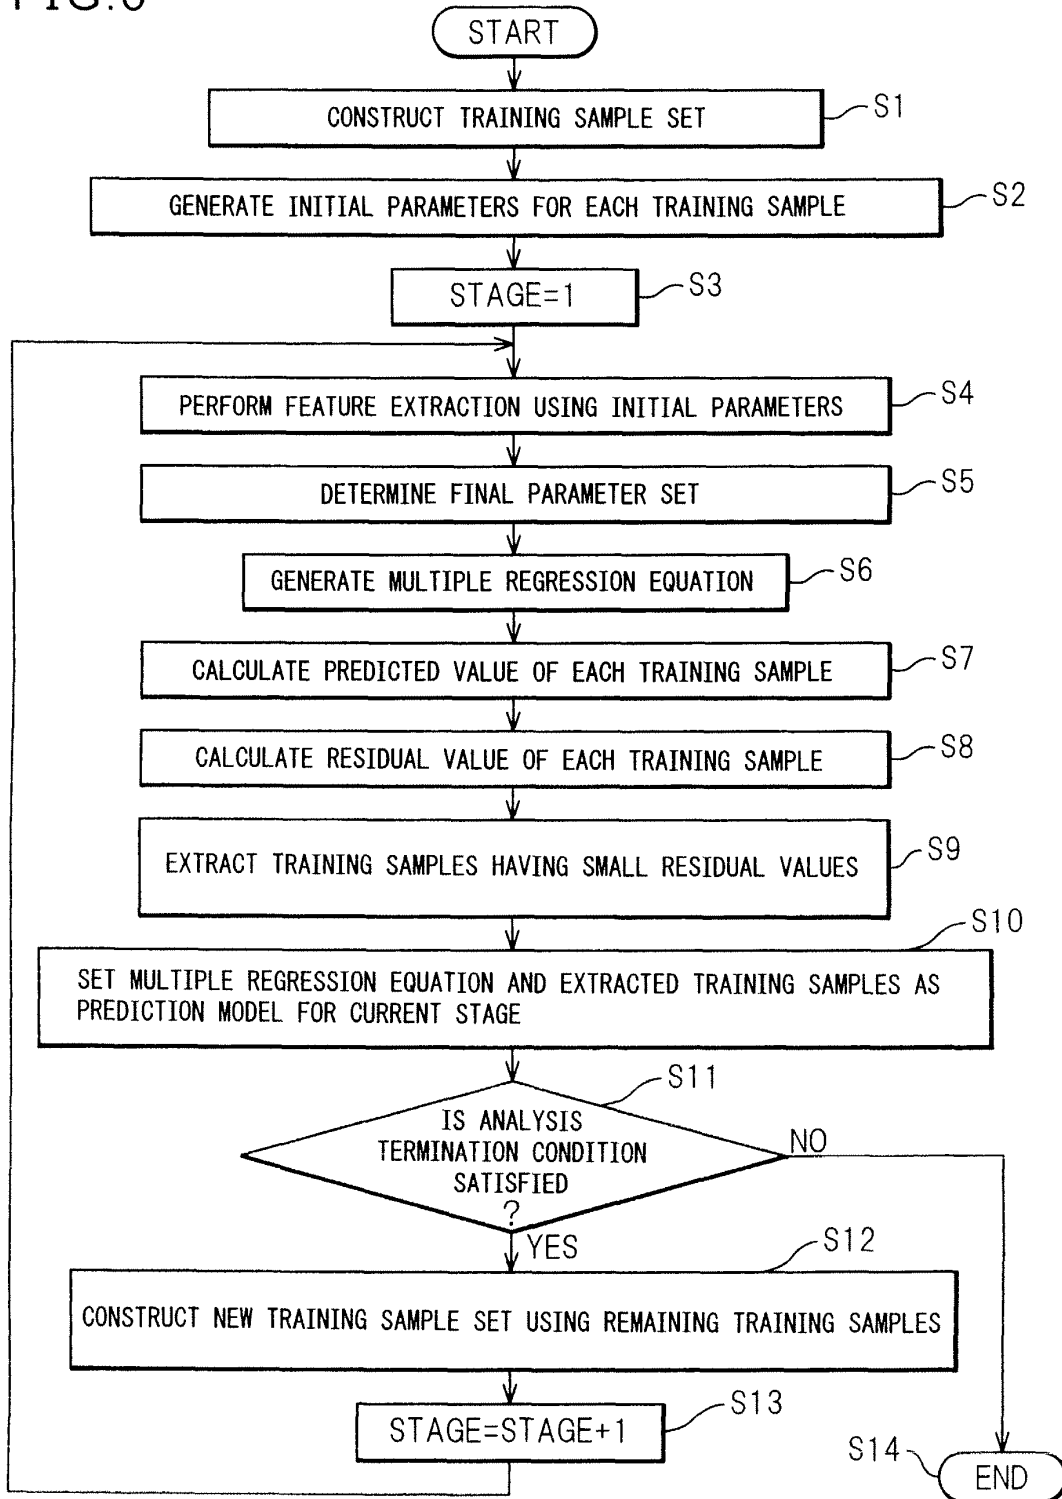 FIG.6
START
CONSTRUCT TRAINING SAMPLE SET
S1
GENERATE INITIAL PARAMETERS FOR EACH TRAINING SAMPLE
S2
STAGE=1
S3
PERFORM FEATURE EXTRACTION USING INITIAL PARAMETERS
S4
DETERMINE FINAL PARAMETER SET
S5
GENERATE MULTIPLE REGRESSION EQUATION
S6
CALCULATE PREDICTED VALUE OF EACH TRAINING SAMPLE
S7
CALCULATE RESIDUAL VALUE OF EACH TRAINING SAMPLE
S8
EXTRACT TRAINING SAMPLES HAVING SMALL RESIDUAL VALUES
S9
S10
SET MULTIPLE REGRESSION EQUATION AND EXTRACTED TRAINING SAMPLES AS
PREDICTION MODEL FOR CURRENT STAGE
S11
IS ANALYSIS
TERMINATION CONDITION
SATISFIED
?
NO
YES
S12
CONSTRUCT NEW TRAINING SAMPLE SET USING REMAINING TRAINING SAMPLES
STAGE=STAGE+1
S13
S14
END